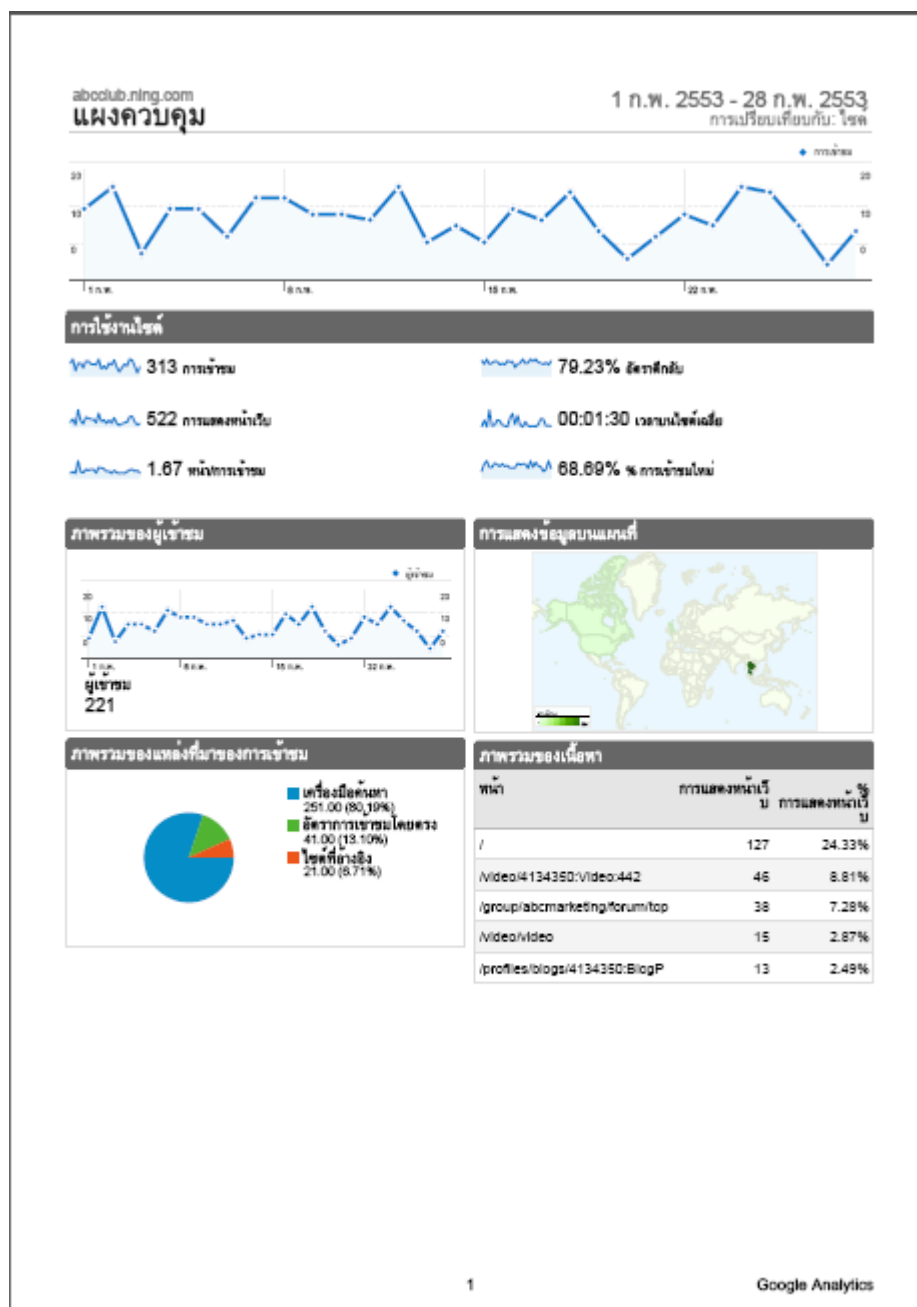 abcclub.ning.com
แผงควบคุม
1 ก.พ. 2553 - 28 ก.พ. 2553
การเปรียบเทียบกับ: ไซต์
การเข้าชม
20
20
10
10
0
0
1 ก.พ.
8 ก.พ.
15 ก.พ.
22 ก.พ.
การใช้งานไซต์
313 การเข้าชม
79.23% อัตราตีกลับ
522 การแสดงหน้าเว็บ
00:01:30 เวลาบนไซต์เฉลี่ย
1.67 หน้า/การเข้าชม
68.69% % การเข้าชมใหม่
ภาพรวมของผู้เข้าชม
การแสดงข้อมูลบนแผนที่
ผู้เข้าชม
20
20
10
10
0
0
1 ก.พ.
8 ก.พ.
15 ก.พ.
22 ก.พ.
ผู้เข้าชม
221
ภาพรวมของแหล่งที่มาของการเข้าชม
เครื่องมือค้นหา
251.00 (80.19%)
อัตราการเข้าชมโดยตรง
41.00 (13.10%)
ไซต์ที่อ้างอิง
21.00 (6.71%)
ภาพรวมของเนื้อหา
หน้า การแสดงหน้าเว็บ % การแสดงหน้าเว็บ
/ 127 24.33%
/video/4134350:Video:442 46 8.81%
/group/abcmarketing/forum/top 38 7.28%
/video/video 15 2.87%
/profiles/blogs/4134350:BlogP 13 2.49%
1
Google Analytics